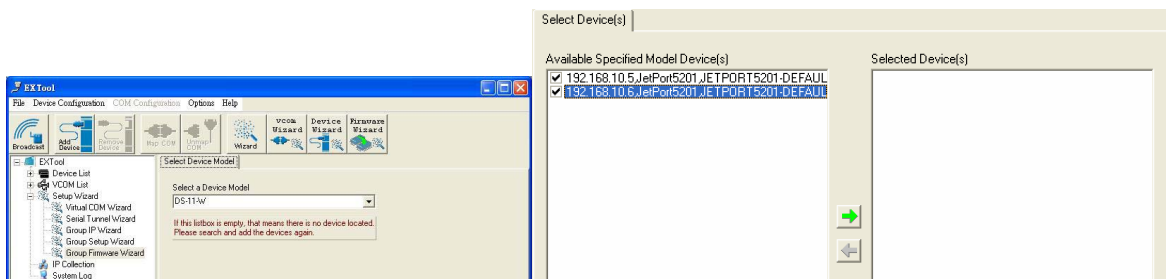 EXTool
File Device Configuration COM Configuration Options Help
Broadcast
Add Device
Remove Device
Map COM
Unmap COM
Wizard
VCOM Wizard
Device Wizard
Firmware Wizard
EXTool
Device List
VCOM List
Setup Wizard
Virtual COM Wizard
Serial Tunnel Wizard
Group IP Wizard
Group Setup Wizard
Group Firmware Wizard
IP Collection
System Log
Select Device Model
Select a Device Model
DS-11-W
If this listbox is empty, that means there is no device located.
Please search and add the devices again.
Select Device(s)
Available Specified Model Device(s)
192.168.10.5,JetPort5201,JETPORT5201-DEFAUL
192.168.10.6,JetPort5201,JETPORT5201-DEFAUL
Selected Device(s)